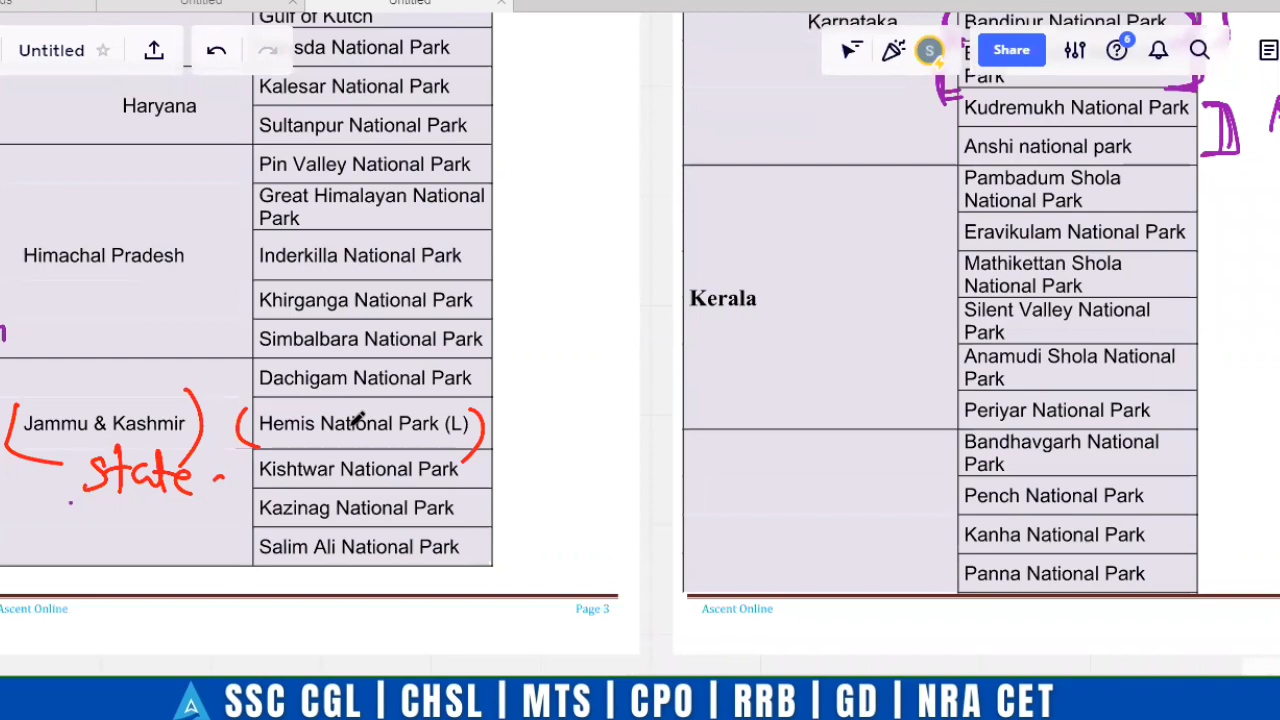 Untitled
Untitled
Untitled
Share
6
S
Gulf of Kutch
sda National Park
Haryana
Kalesar National Park
Sultanpur National Park
Himachal Pradesh
Pin Valley National Park
Great Himalayan National
Park
Inderkilla National Park
Khirganga National Park
Simbalbara National Park
Jammu & Kashmir
state
Dachigam National Park
Hemis National Park (L)
Kishtwar National Park
Kazinag National Park
Salim Ali National Park
Ascent Online
Page 3
Karnataka
Bandipur National Park
Park
Kudremukh National Park
Anshi national park
Kerala
Pambadum Shola
National Park
Eravikulam National Park
Mathikettan Shola
National Park
Silent Valley National
Park
Anamudi Shola National
Park
Periyar National Park
Bandhavgarh National
Park
Pench National Park
Kanha National Park
Panna National Park
Ascent Online
SSC CGL | CHSL | MTS | CPO | RRB | GD | NRA CET